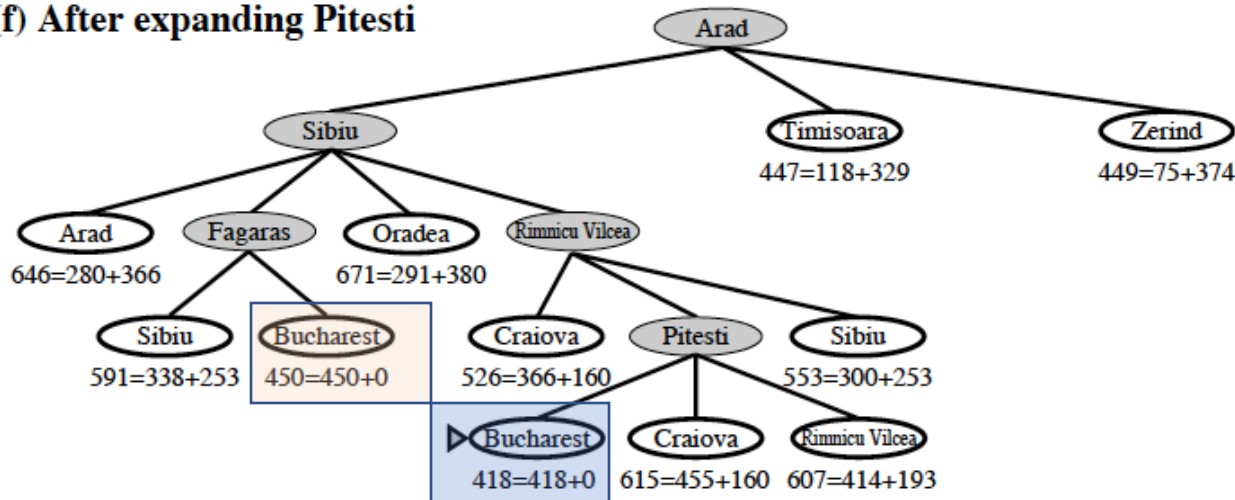 (f) After expanding Pitesti
Arad
Sibiu
Timisoara
Zerind
447=118+329
449=75+374
Arad
Fagaras
Oradea
Rimnicu Vilcea
646=280+366
671=291+380
Sibiu
Bucharest
Craiova
Pitesti
Sibiu
591=338+253
450=450+0
526=366+160
553=300+253
Bucharest
Craiova
Rimnicu Vilcea
418=418+0
615=455+160
607=414+193